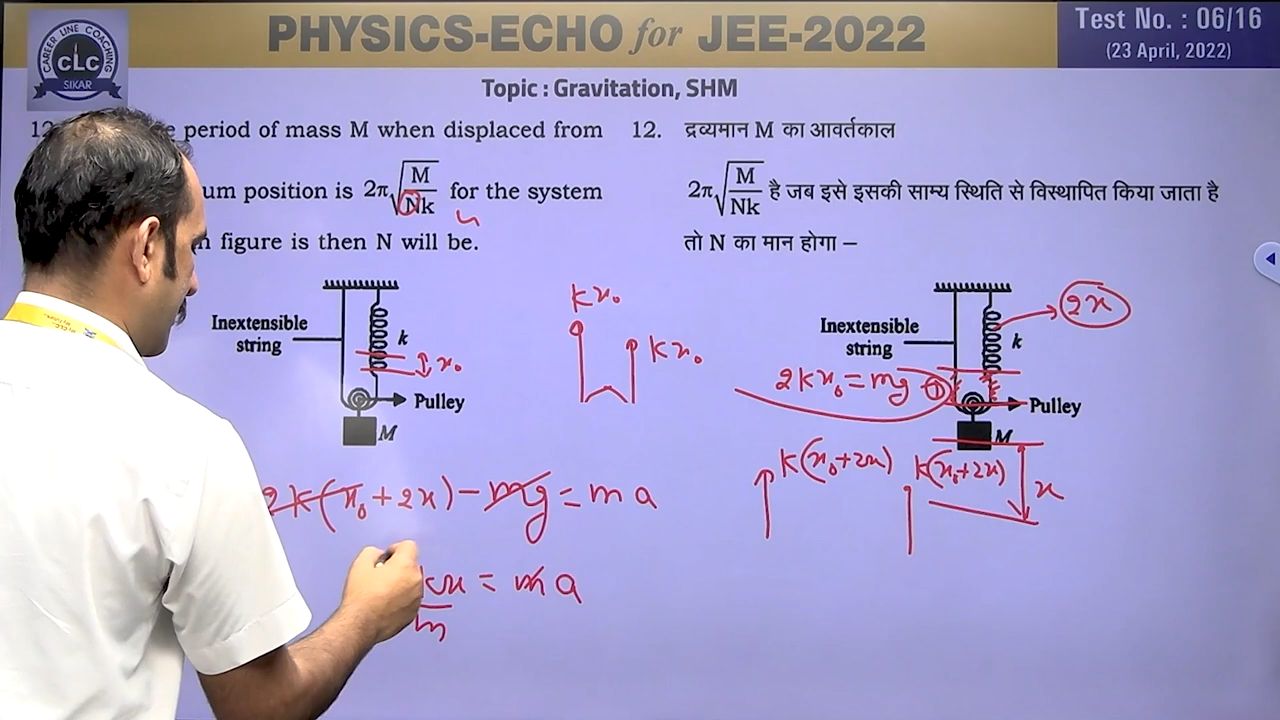 CAREER LINE COACHING
CLC
SIKAR
PHYSICS-ECHO for JEE-2022
Test No. : 06/16
(23 April, 2022)
Topic : Gravitation, SHM
period of mass M when displaced from
um position is 2π√(M/Nk) for the system
figure is then N will be.
12. द्रव्यमान M का आवर्तकाल
2π√(M/Nk) है जब इसे इसकी साम्य स्थिति से विस्थापित किया जाता है
तो N का मान होगा –
Inextensible
string
k
x₀
Pulley
M
kx₀
kx₀
Inextensible
string
k
2x
2kx₀ = mg
Pulley
M
k(x₀+2x)
k(x₀+2x)
x
2k(x₀+2x) - mg = ma
kx = ma
m